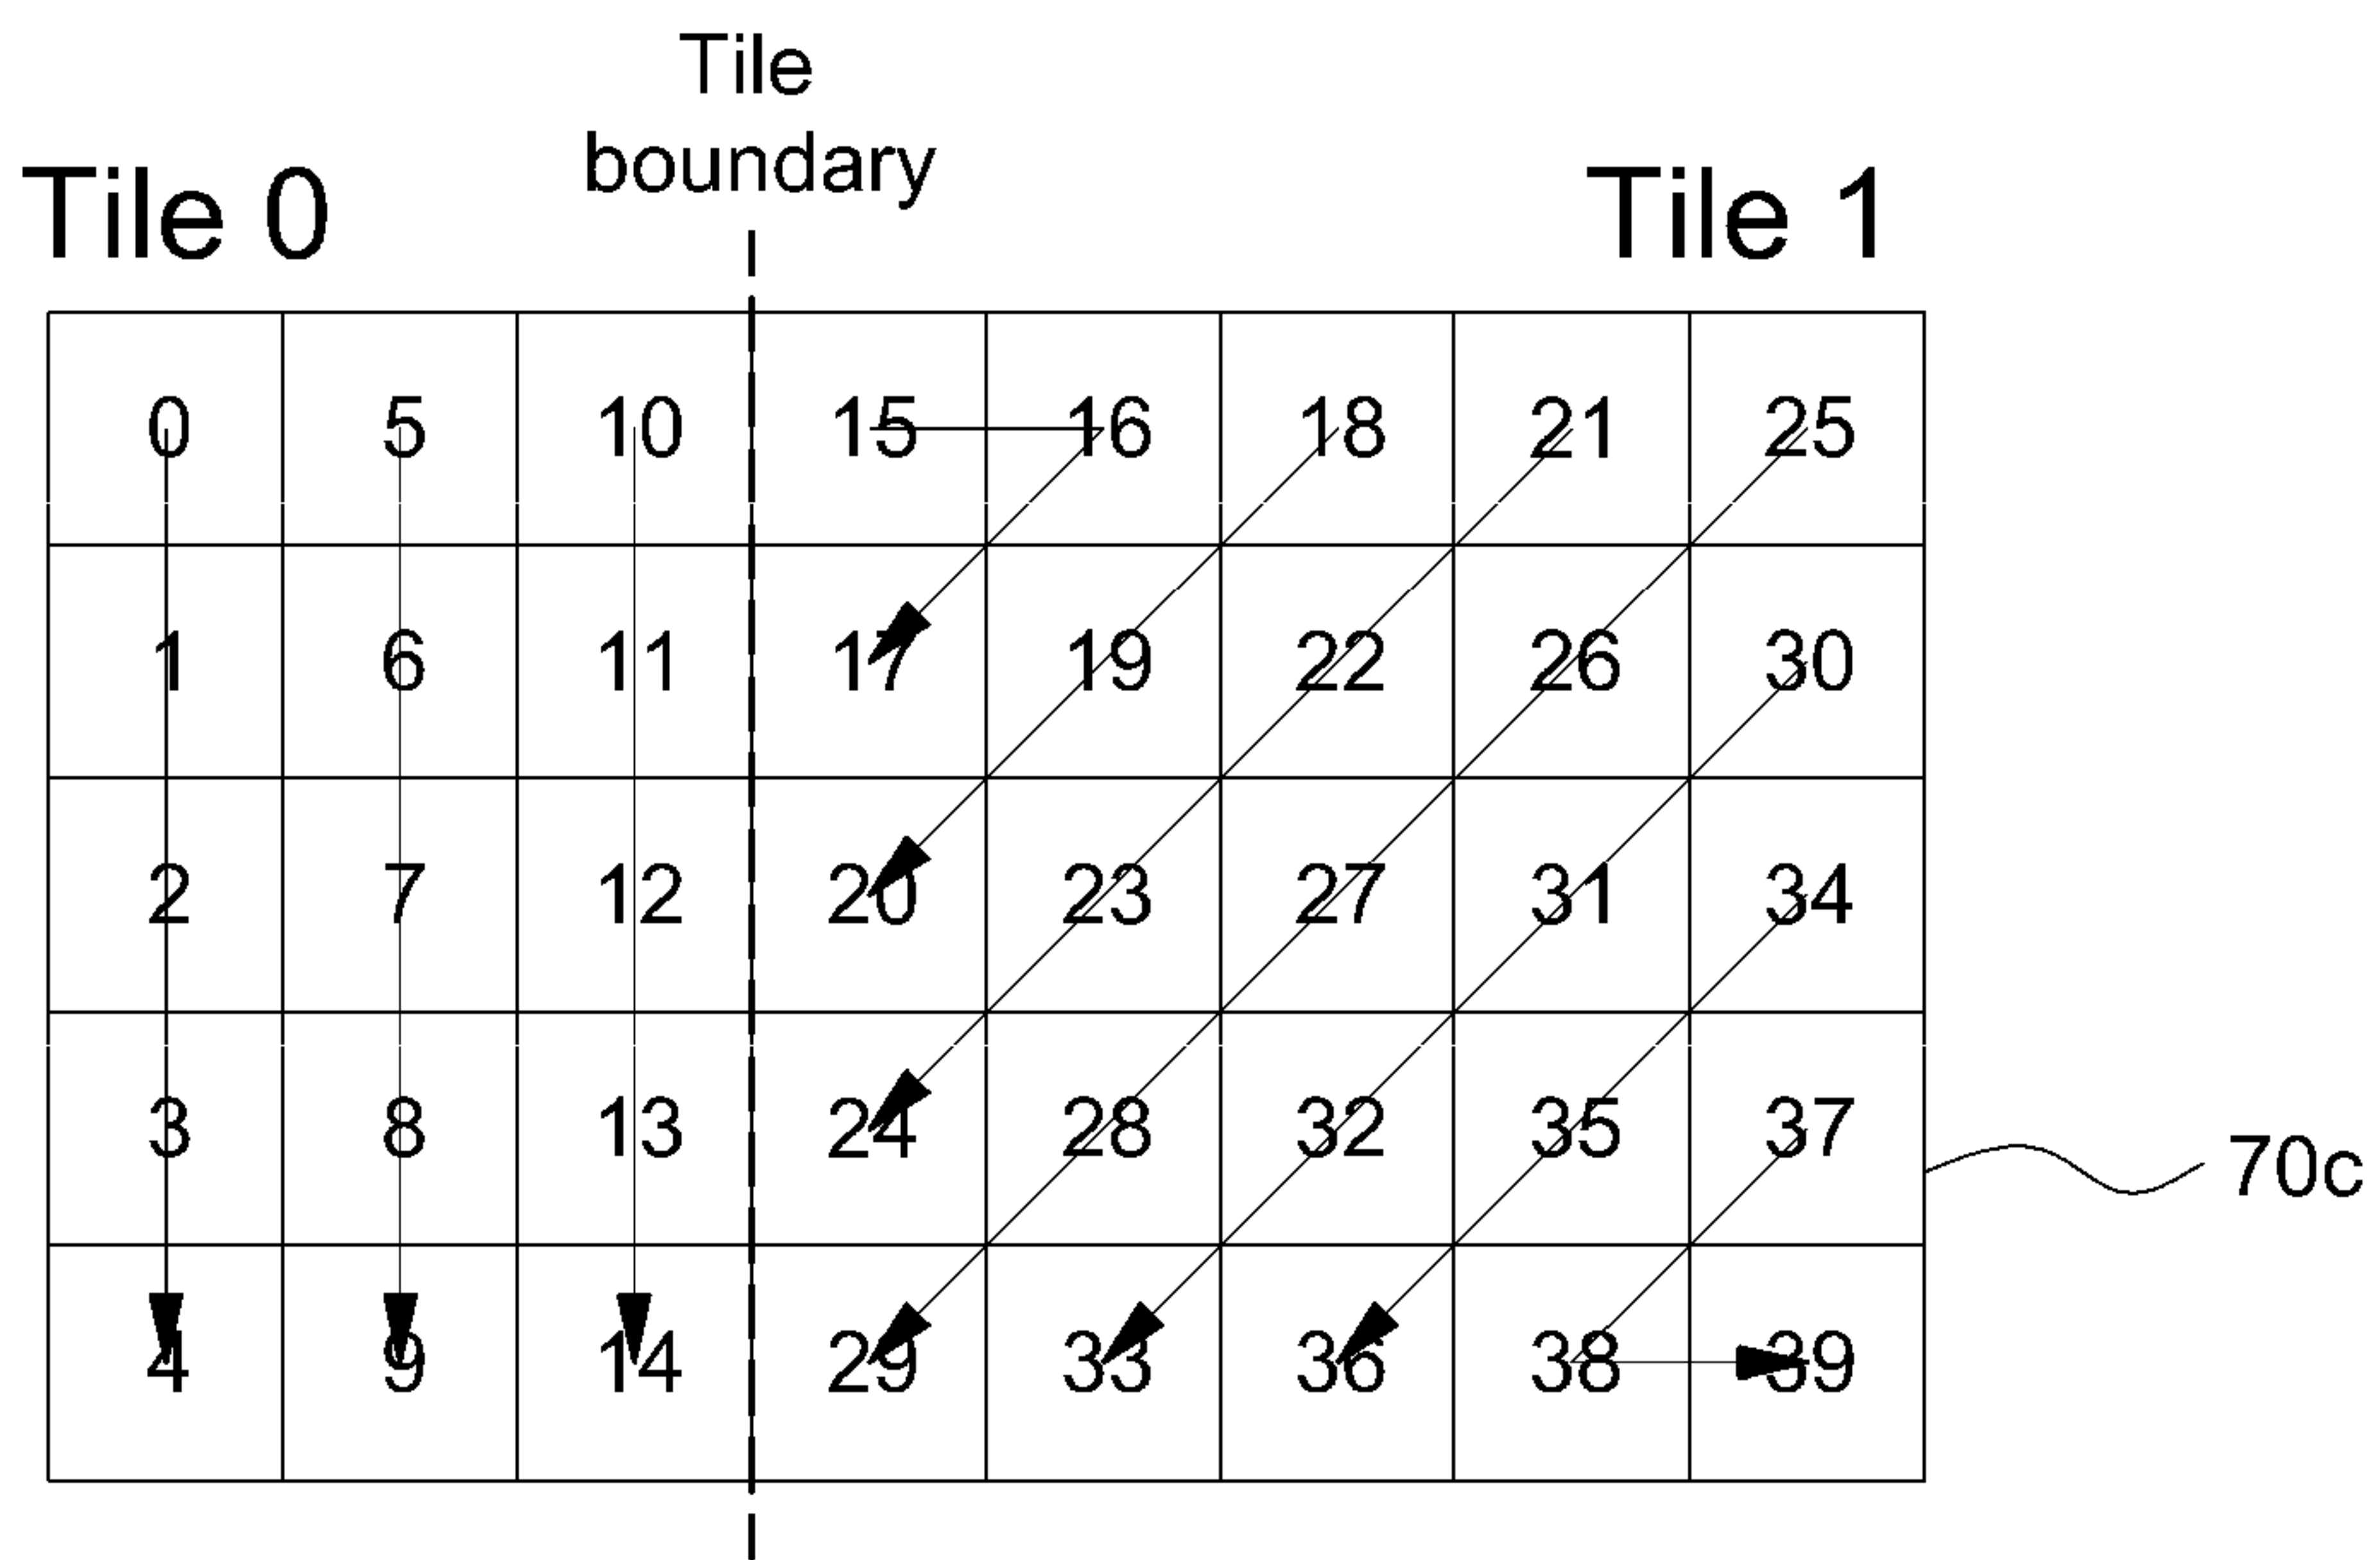 Tile
boundary
Tile 0
Tile 1
0 5 10 15 16 18 21 25
1 6 11 17 19 22 26 30
2 7 12 20 23 27 31 34
3 8 13 24 28 32 35 37
70c
4 9 14 29 33 36 38 39